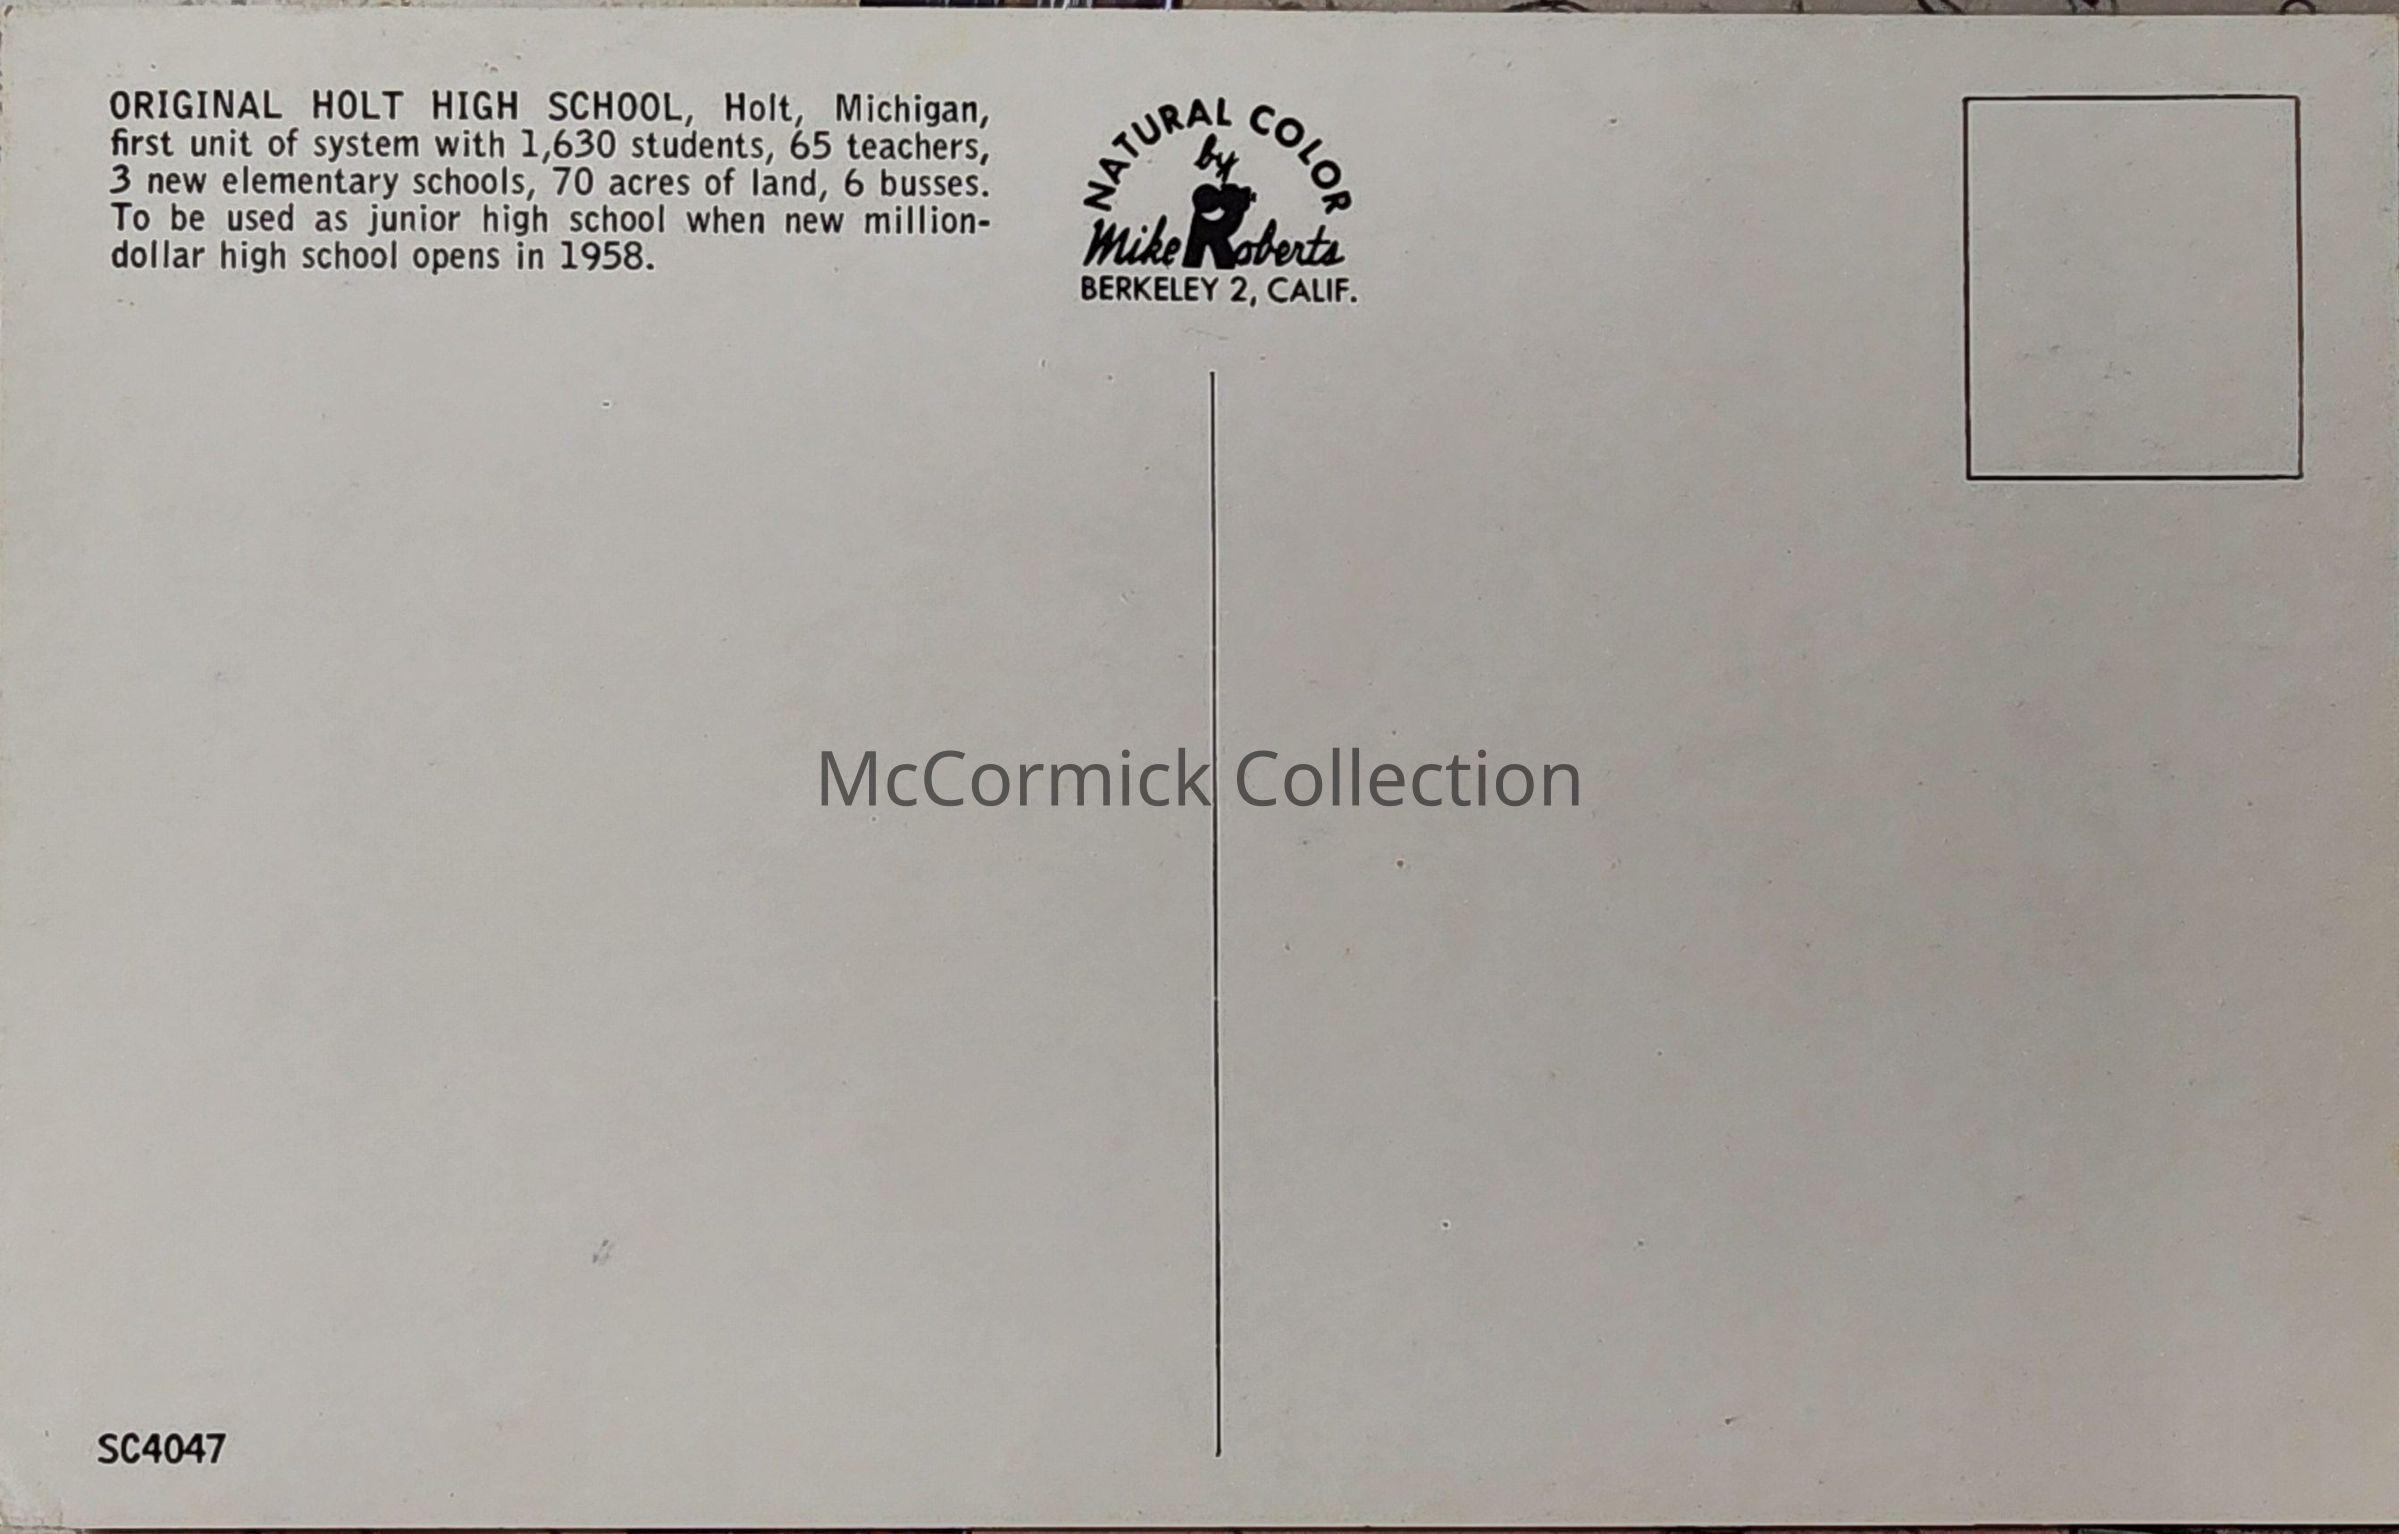 ORIGINAL HOLT HIGH SCHOOL, Holt, Michigan,
first unit of system with 1,630 students, 65 teachers,
3 new elementary schools, 70 acres of land, 6 busses.
To be used as junior high school when new million-
dollar high school opens in 1958.
NATURAL COLOR
by
Mike Roberts
BERKELEY 2, CALIF.
McCormick Collection
SC4047